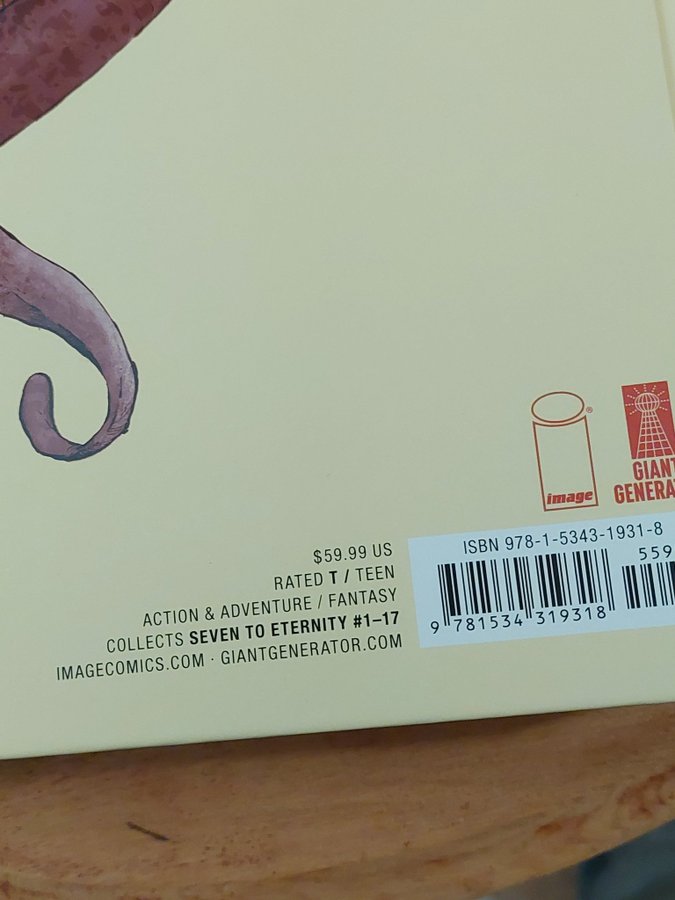 image
GIANT
ISBN 978-1-5343-1931-8
559
9 781534 319318
$59.99 US
RATED T / TEEN
ACTION & ADVENTURE / FANTASY
COLLECTS SEVEN TO ETERNITY #1–17
IMAGECOMICS.COM · GIANTGENERATOR.COM